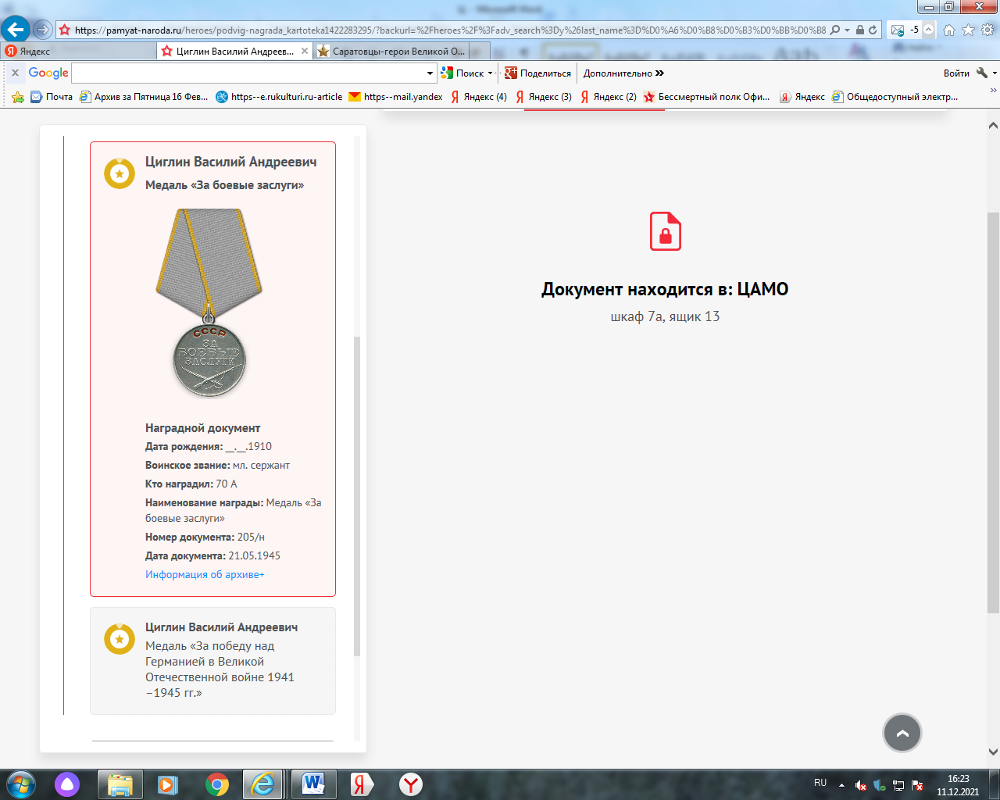 https://pamyat-naroda.ru/heroes/podvig-nagrada_kartoteka1422283295/?backurl=%2Fheroes%2F%3Fadv_search%3Dy%26last_name%3D%D0%A6%D0%B8%D0%B3%D0%BB%D0%B8
-5
Яндекс
Циглин Василий Андреев...
Саратовцы-герои Великой О...
Google
Поиск
Поделиться
Дополнительно
Войти
Почта
Архив за Пятница 16 Фев...
https--e.rukulturi.ru-article
https--mail.yandex
Яндекс (4)
Яндекс (3)
Яндекс (2)
Бессмертный полк Офи...
Яндекс
Общедоступный электр...
Циглин Василий Андреевич
Медаль «За боевые заслуги»
СССР
ЗА
БОЕВЫЕ
ЗАСЛУГИ
Наградной документ
Дата рождения: __.__.1910
Воинское звание: мл. сержант
Кто наградил: 70 А
Наименование награды: Медаль «За
боевые заслуги»
Номер документа: 205/н
Дата документа: 21.05.1945
Информация об архиве+
Циглин Василий Андреевич
Медаль «За победу над
Германией в Великой
Отечественной войне 1941
–1945 гг.»
Документ находится в: ЦАМО
шкаф 7а, ящик 13
RU
16:23
11.12.2021